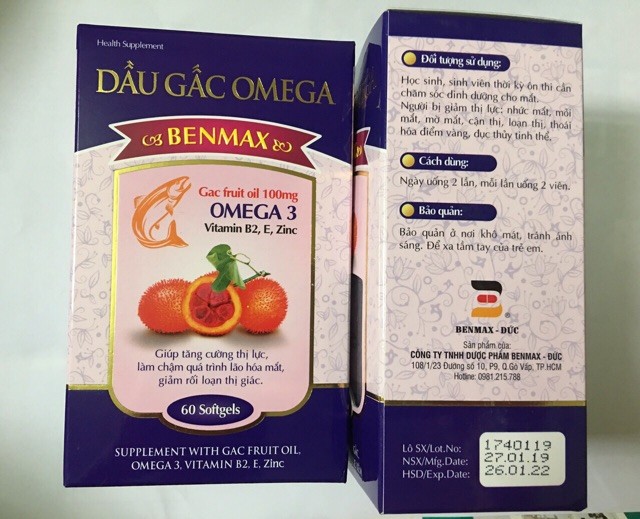 Health Supplement
DẦU GẤC OMEGA
BENMAX
Gac fruit oil 100mg
OMEGA 3
Vitamin B2, E, Zinc
Giúp tăng cường thị lực,
làm chậm quá trình lão hóa mắt,
giảm rối loạn thị giác.
60 Softgels
SUPPLEMENT WITH GAC FRUIT OIL,
OMEGA 3, VITAMIN B2, E, Zinc
Đối tượng sử dụng:
Học sinh, sinh viên thời kỳ ôn thi cần
chăm sóc dinh dưỡng cho mắt.
Người bị giảm thị lực: nhức mắt, mỏi
mắt, mờ mắt, cận thị, loạn thị, thoái
hóa điểm vàng, đục thủy tinh thể.
Cách dùng:
Ngày uống 2 lần, mỗi lần uống 2 viên.
Bảo quản:
Bảo quản ở nơi khô mát, tránh ánh
sáng. Để xa tầm tay của trẻ em.
BENMAX - ĐỨC
Sản phẩm của:
CÔNG TY TNHH DƯỢC PHẨM BENMAX - ĐỨC
108/1/23 Đường số 10, P9, Q.Gò Vấp, TP.HCM
Hotline: 0981.215.788
Lô SX/Lot.No: 1740119
NSX/Mfg.Date: 27.01.19
HSD/Exp.Date: 26.01.22